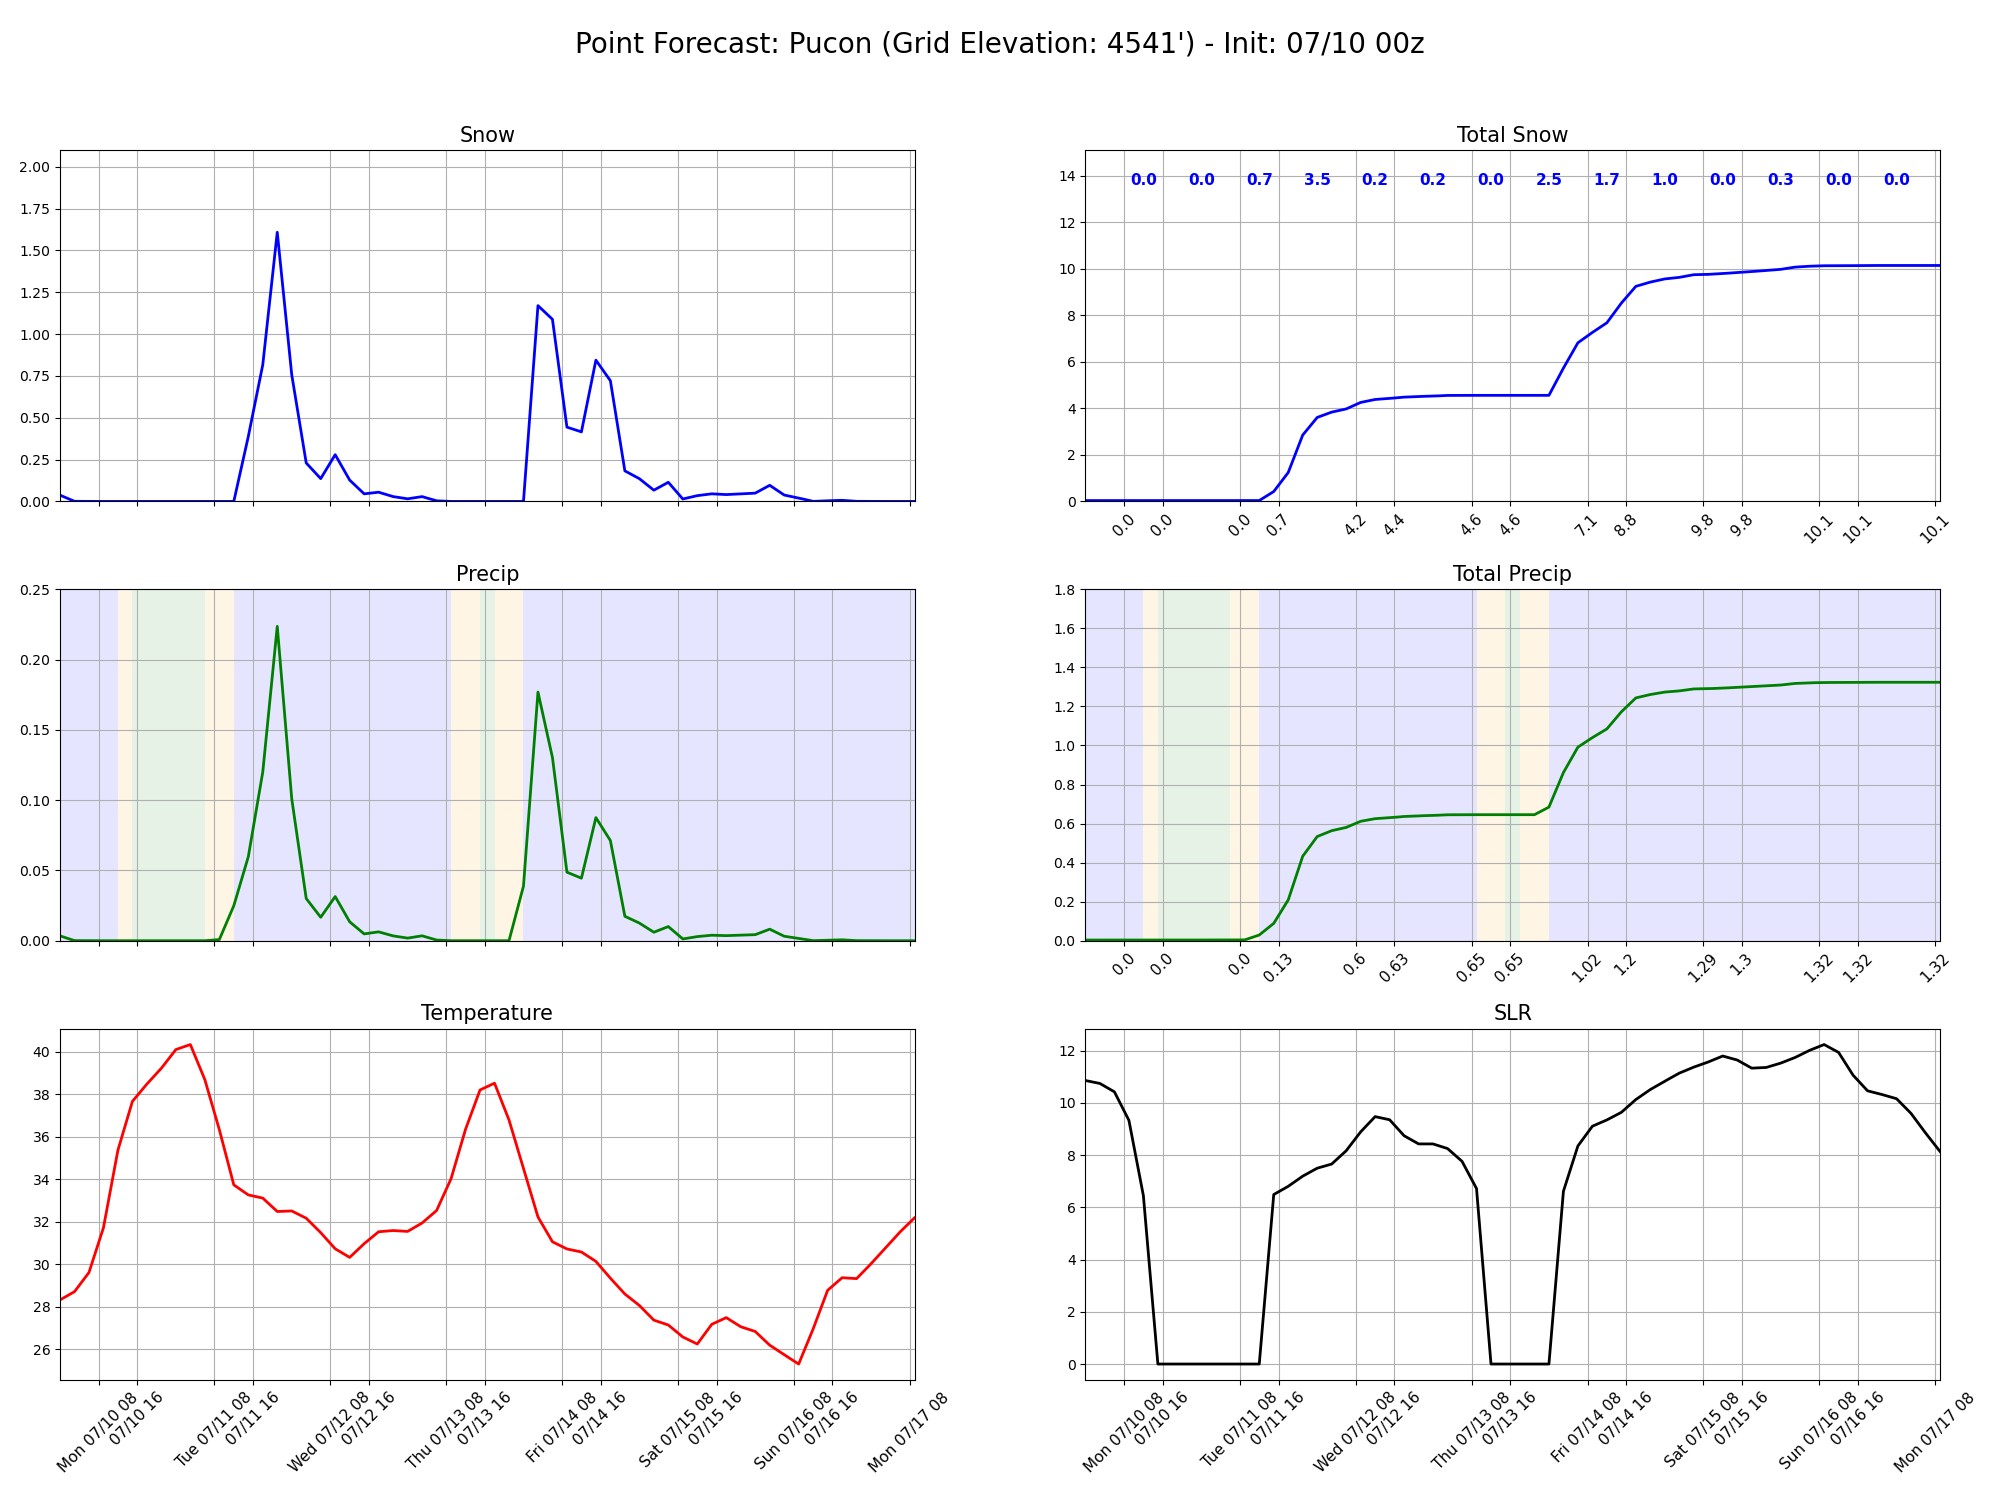 Point Forecast: Pucon (Grid Elevation: 4541') - Init: 07/10 00z
Snow
2.00
1.75
1.50
1.25
1.00
0.75
0.50
0.25
0.00
Total Snow
0.0 0.0 0.7 3.5 0.2 0.2 0.0 2.5 1.7 1.0 0.0 0.3 0.0 0.0
14
12
10
8
6
4
2
0
0.0 0.0 0.0 0.7 4.2 4.4 4.6 4.6 7.1 8.8 9.8 9.8 10.1 10.1 10.1
Precip
0.25
0.20
0.15
0.10
0.05
0.00
Total Precip
1.8
1.6
1.4
1.2
1.0
0.8
0.6
0.4
0.2
0.0
0.0 0.0 0.0 0.13 0.6 0.63 0.65 0.65 1.02 1.2 1.29 1.3 1.32 1.32 1.32
Temperature
40
38
36
34
32
30
28
26
Mon 07/10 08
07/10 16
Tue 07/11 08
07/11 16
Wed 07/12 08
07/12 16
Thu 07/13 08
07/13 16
Fri 07/14 08
07/14 16
Sat 07/15 08
07/15 16
Sun 07/16 08
07/16 16
Mon 07/17 08
SLR
12
10
8
6
4
2
0
Mon 07/10 08
07/10 16
Tue 07/11 08
07/11 16
Wed 07/12 08
07/12 16
Thu 07/13 08
07/13 16
Fri 07/14 08
07/14 16
Sat 07/15 08
07/15 16
Sun 07/16 08
07/16 16
Mon 07/17 08